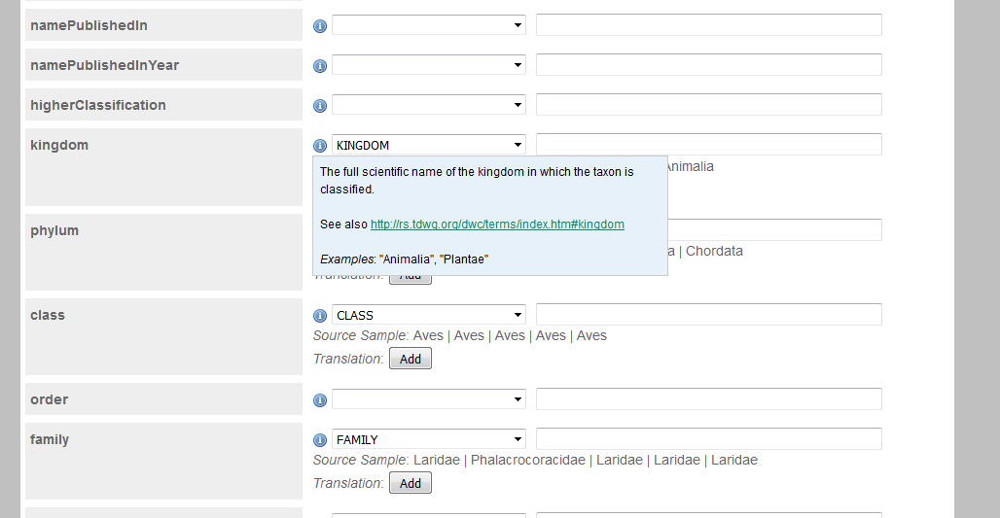 namePublishedIn
namePublishedInYear
higherClassification
kingdom KINGDOM
The full scientific name of the kingdom in which the taxon is classified.
Animalia
See also http://rs.tdwg.org/dwc/terms/index.htm#kingdom
Examples: "Animalia", "Plantae"
phylum
a | Chordata
Translation: Add
class CLASS
Source Sample: Aves | Aves | Aves | Aves | Aves
Translation: Add
order
family FAMILY
Source Sample: Laridae | Phalacrocoracidae | Laridae | Laridae | Laridae
Translation: Add